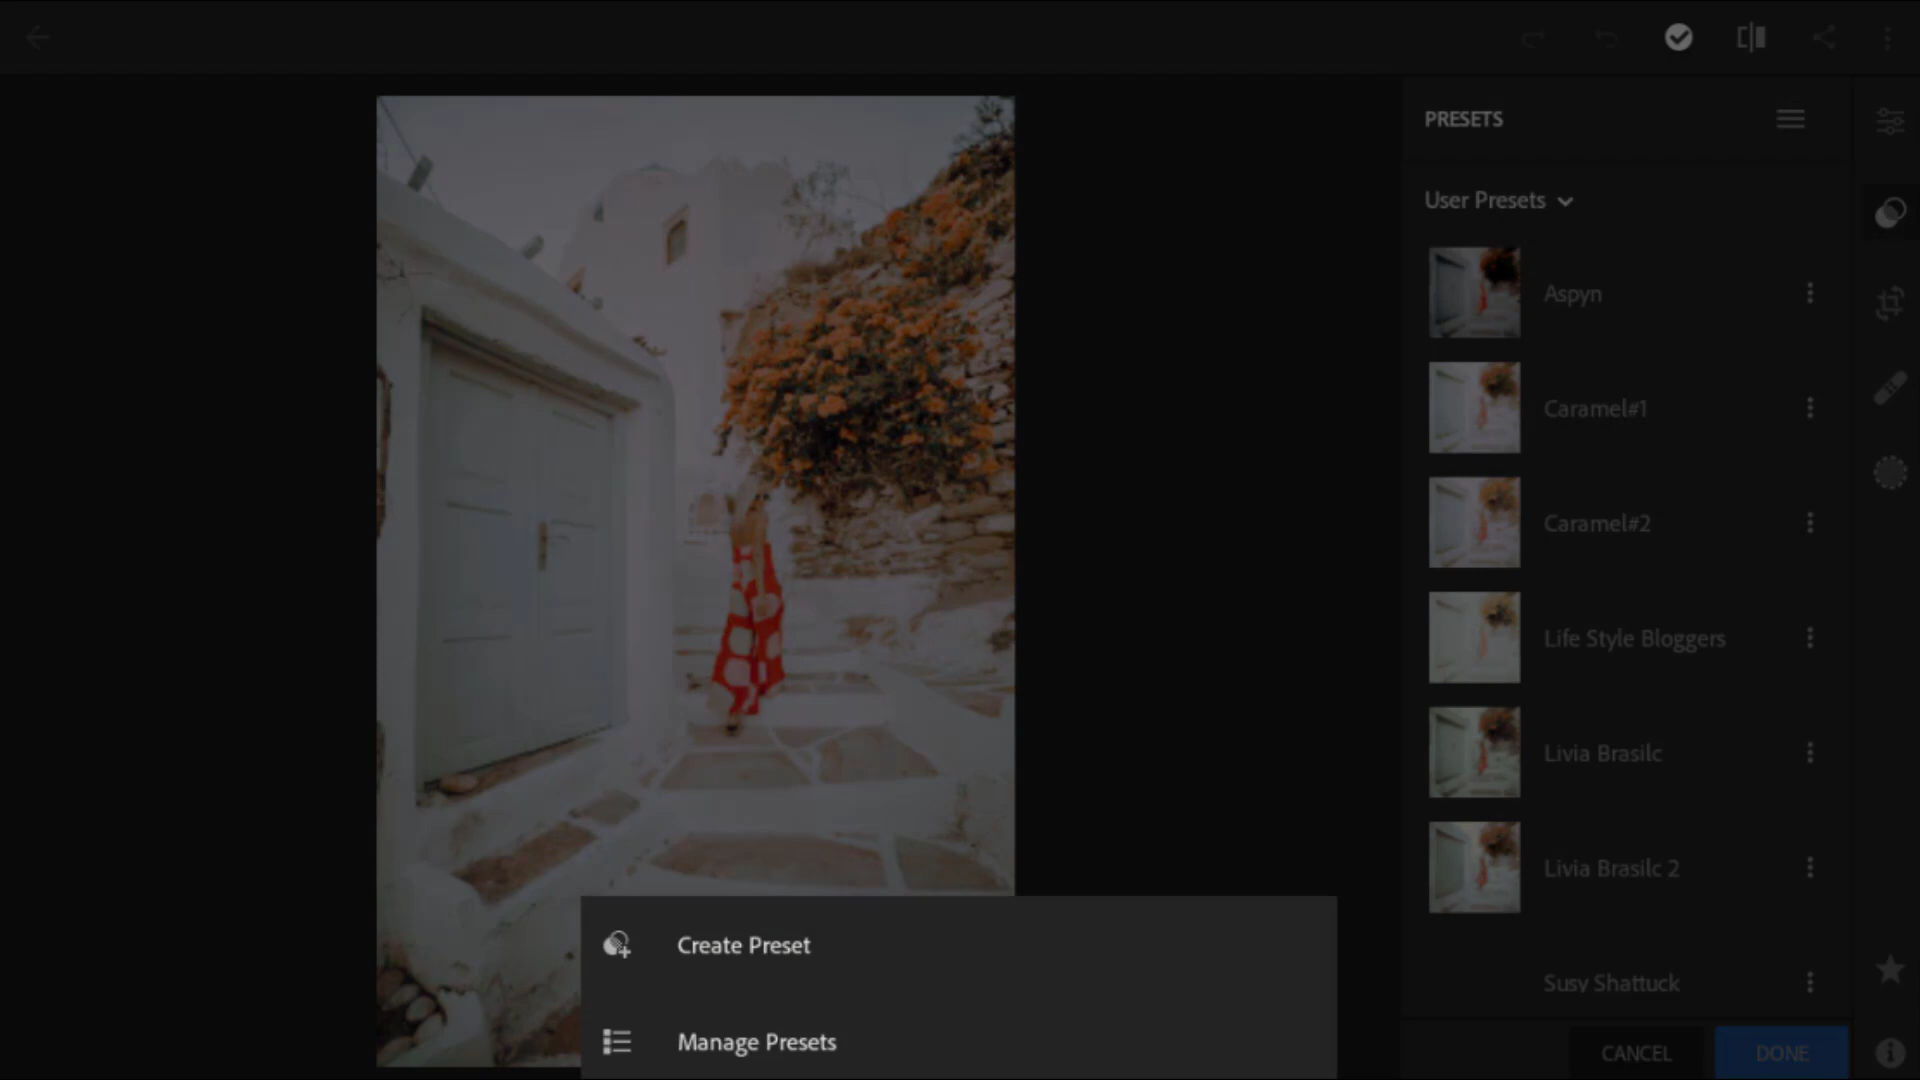 PRESETS
User Presets
Aspyn
Caramel#1
Caramel#2
Life Style Bloggers
Livia Brasilc
Livia Brasilc 2
Susy Shattuck
Create Preset
Manage Presets
CANCEL
DONE